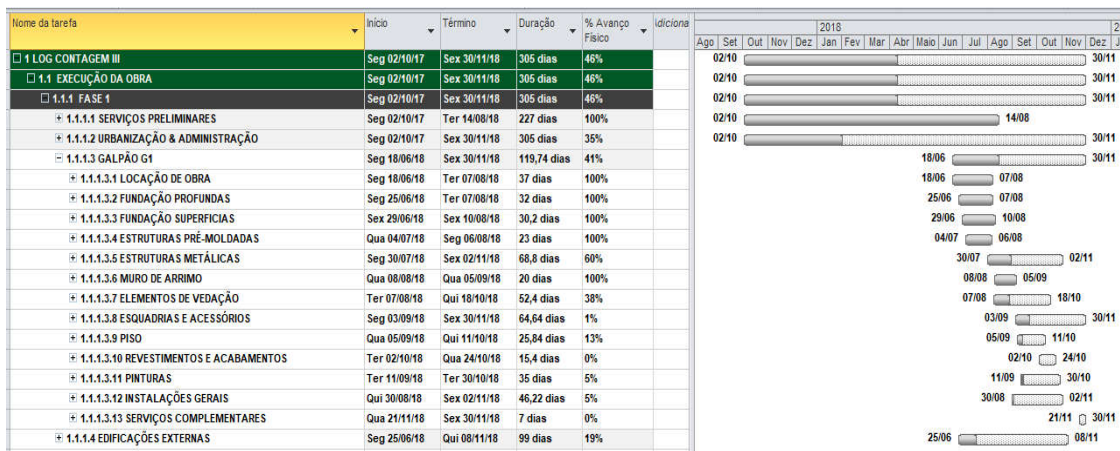 Nome da tarefa Início Término Duração % Avanço Físico \diciona
2018 2
Ago Set Out Nov Dez Jan Fev Mar Abr Maio Jun Jul Ago Set Out Nov Dez J
1 LOG CONTAGEM III Seg 02/10/17 Sex 30/11/18 305 dias 46% 02/10 30/11
1.1 EXECUÇÃO DA OBRA Seg 02/10/17 Sex 30/11/18 305 dias 46% 02/10 30/11
1.1.1 FASE 1 Seg 02/10/17 Sex 30/11/18 305 dias 46% 02/10 30/11
1.1.1.1 SERVIÇOS PRELIMINARES Seg 02/10/17 Ter 14/08/18 227 dias 100% 02/10 14/08
1.1.1.2 URBANIZAÇÃO & ADMINISTRAÇÃO Seg 02/10/17 Sex 30/11/18 305 dias 35% 02/10 30/11
1.1.1.3 GALPÃO G1 Seg 18/06/18 Sex 30/11/18 119,74 dias 41% 18/06 30/11
1.1.1.3.1 LOCAÇÃO DE OBRA Seg 18/06/18 Ter 07/08/18 37 dias 100% 18/06 07/08
1.1.1.3.2 FUNDAÇÃO PROFUNDAS Seg 25/06/18 Ter 07/08/18 32 dias 100% 25/06 07/08
1.1.1.3.3 FUNDAÇÃO SUPERFICIAS Sex 29/06/18 Sex 10/08/18 30,2 dias 100% 29/06 10/08
1.1.1.3.4 ESTRUTURAS PRÉ-MOLDADAS Qua 04/07/18 Seg 06/08/18 23 dias 100% 04/07 06/08
1.1.1.3.5 ESTRUTURAS METÁLICAS Seg 30/07/18 Sex 02/11/18 68,8 dias 60% 30/07 02/11
1.1.1.3.6 MURO DE ARRIMO Qua 08/08/18 Qua 05/09/18 20 dias 100% 08/08 05/09
1.1.1.3.7 ELEMENTOS DE VEDAÇÃO Ter 07/08/18 Qui 18/10/18 52,4 dias 38% 07/08 18/10
1.1.1.3.8 ESQUADRIAS E ACESSÓRIOS Seg 03/09/18 Sex 30/11/18 64,64 dias 1% 03/09 30/11
1.1.1.3.9 PISO Qua 05/09/18 Qui 11/10/18 25,84 dias 13% 05/09 11/10
1.1.1.3.10 REVESTIMENTOS E ACABAMENTOS Ter 02/10/18 Qua 24/10/18 15,4 dias 0% 02/10 24/10
1.1.1.3.11 PINTURAS Ter 11/09/18 Ter 30/10/18 35 dias 5% 11/09 30/10
1.1.1.3.12 INSTALAÇÕES GERAIS Qui 30/08/18 Sex 02/11/18 46,22 dias 5% 30/08 02/11
1.1.1.3.13 SERVIÇOS COMPLEMENTARES Qua 21/11/18 Sex 30/11/18 7 dias 0% 21/11 30/11
1.1.1.4 EDIFICAÇÕES EXTERNAS Seg 25/06/18 Qui 08/11/18 99 dias 19% 25/06 08/11